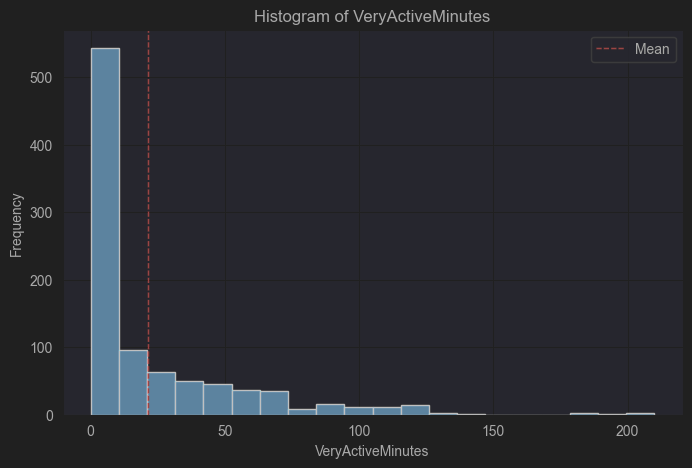 Histogram of VeryActiveMinutes
Mean
500
400
300
200
100
0
Frequency
0 50 100 150 200
VeryActiveMinutes